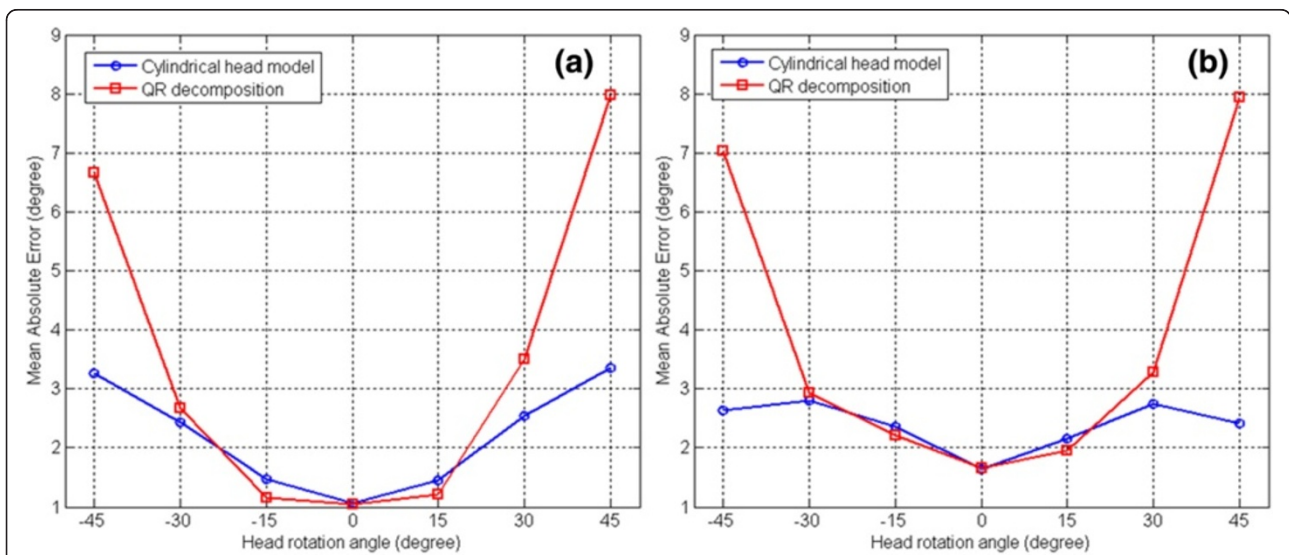 (a)
Cylindrical head model
QR decomposition
9
8
7
6
5
4
3
2
1
Mean Absolute Error (degree)
-45 -30 -15 0 15 30 45
Head rotation angle (degree)
(b)
Cylindrical head model
QR decomposition
9
8
7
6
5
4
3
2
1
Mean Absolute Error (degree)
-45 -30 -15 0 15 30 45
Head rotation angle (degree)